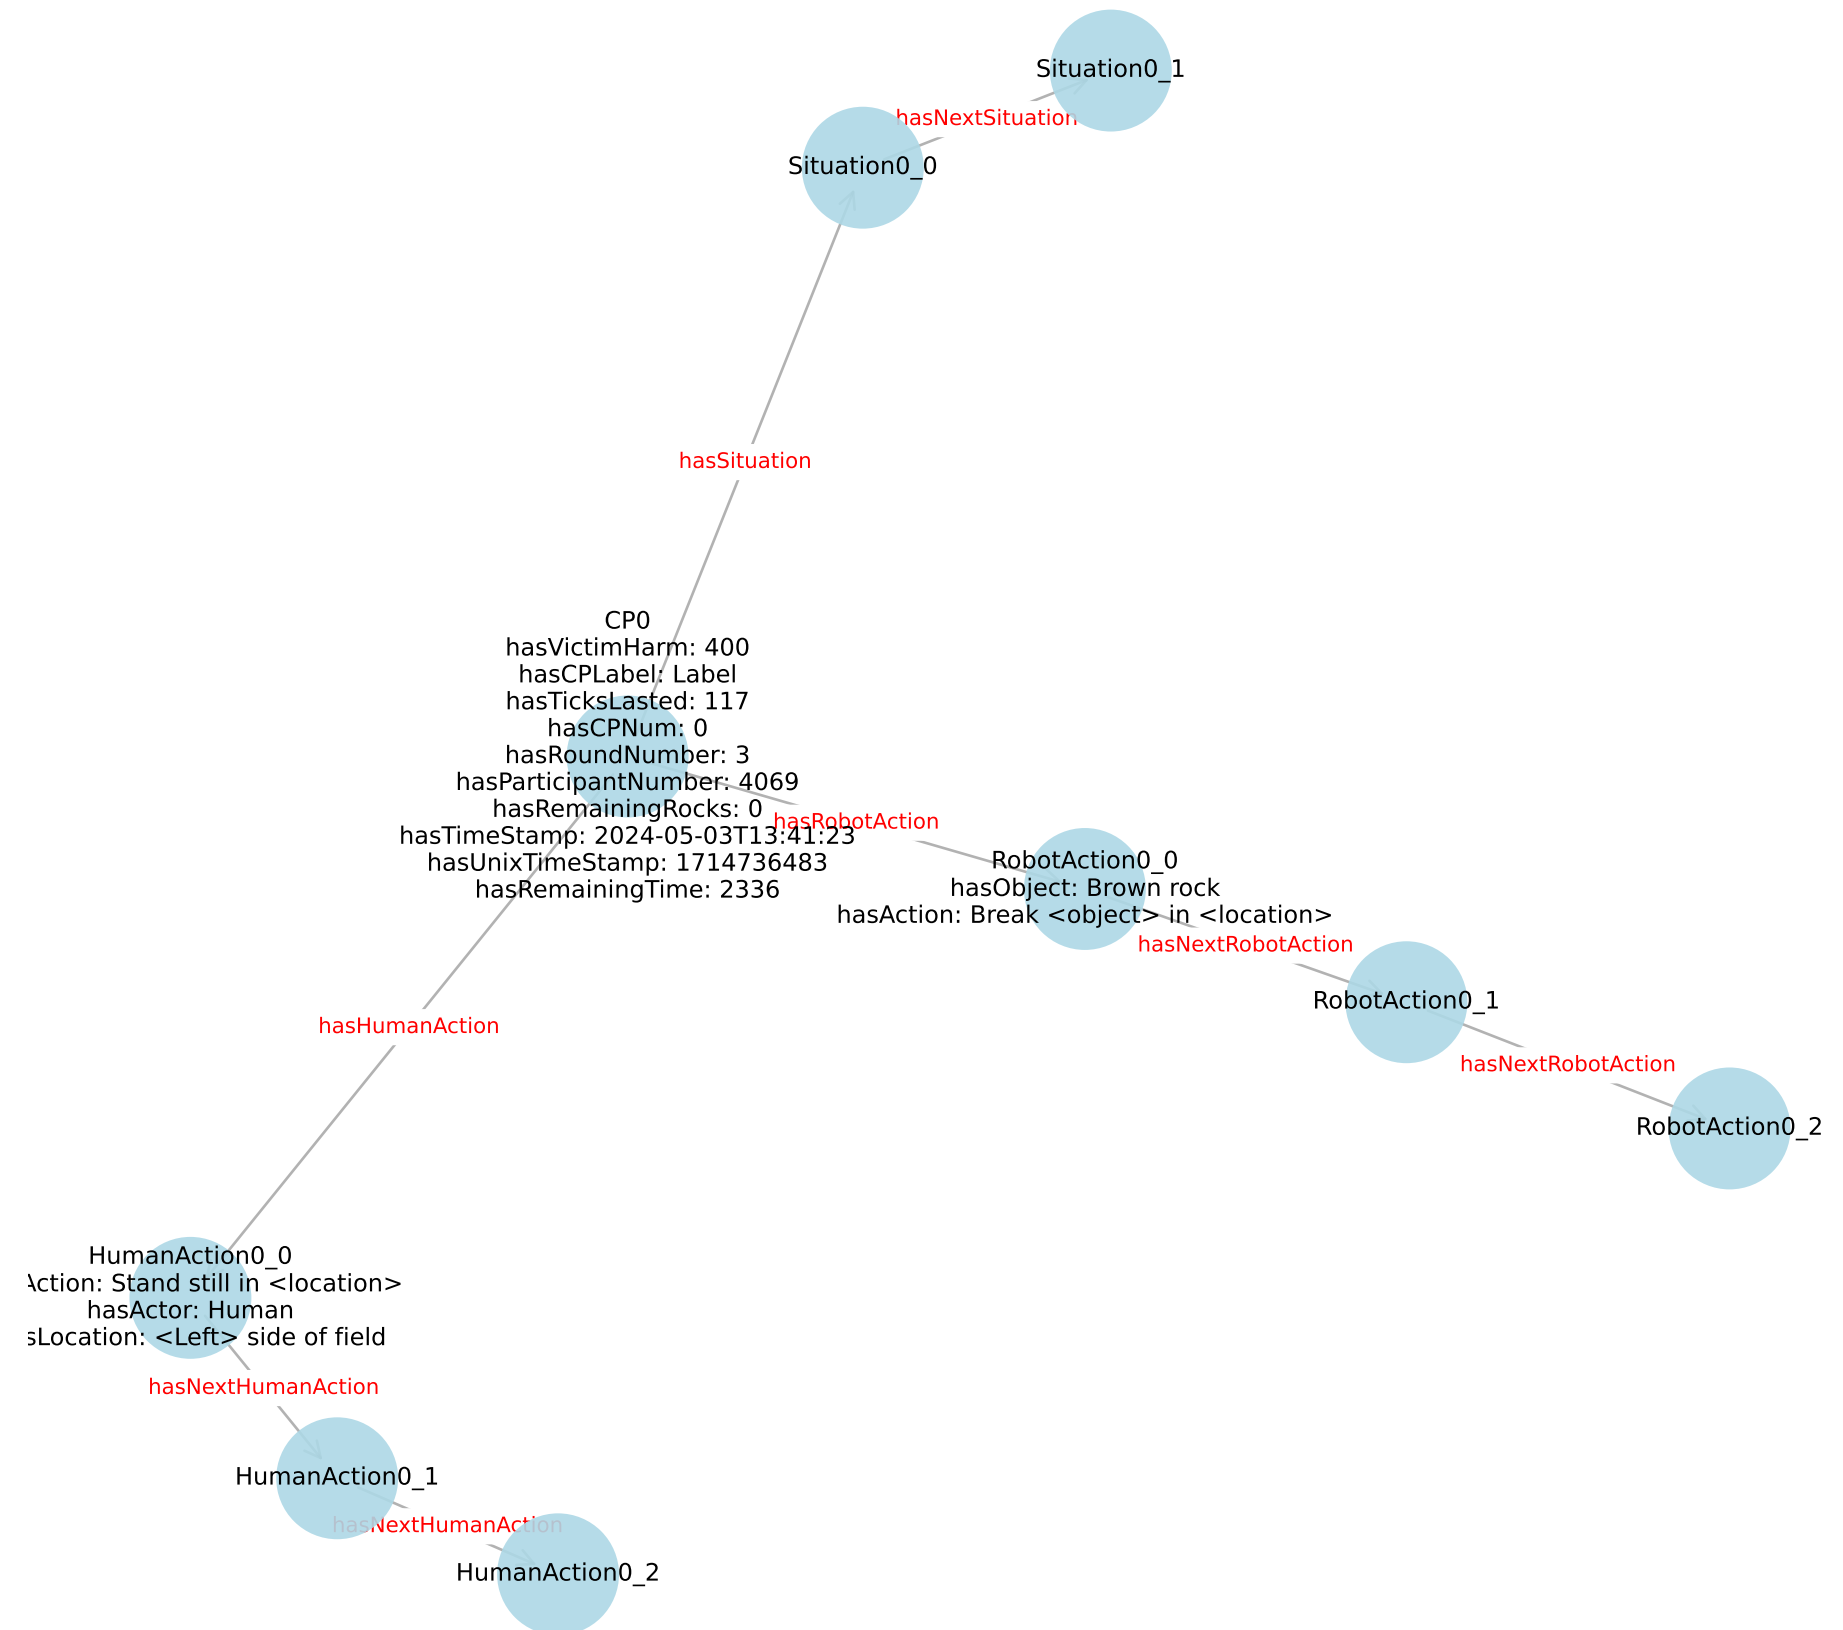 Situation0_1
hasNextSituation
Situation0_0
hasSituation
CP0
hasVictimHarm: 400
hasCPLabel: Label
hasTicksLasted: 117
hasCPNum: 0
hasRoundNumber: 3
hasParticipantNumber: 4069
hasRemainingRocks: 0
hasTimeStamp: 2024-05-03T13:41:23
hasUnixTimeStamp: 1714736483
hasRemainingTime: 2336
hasRobotAction
RobotAction0_0
hasObject: Brown rock
hasAction: Break <object> in <location>
hasNextRobotAction
RobotAction0_1
hasNextRobotAction
RobotAction0_2
hasHumanAction
HumanAction0_0
Action: Stand still in <location>
hasActor: Human
sLocation: <Left> side of field
hasNextHumanAction
HumanAction0_1
hasNextHumanAction
HumanAction0_2